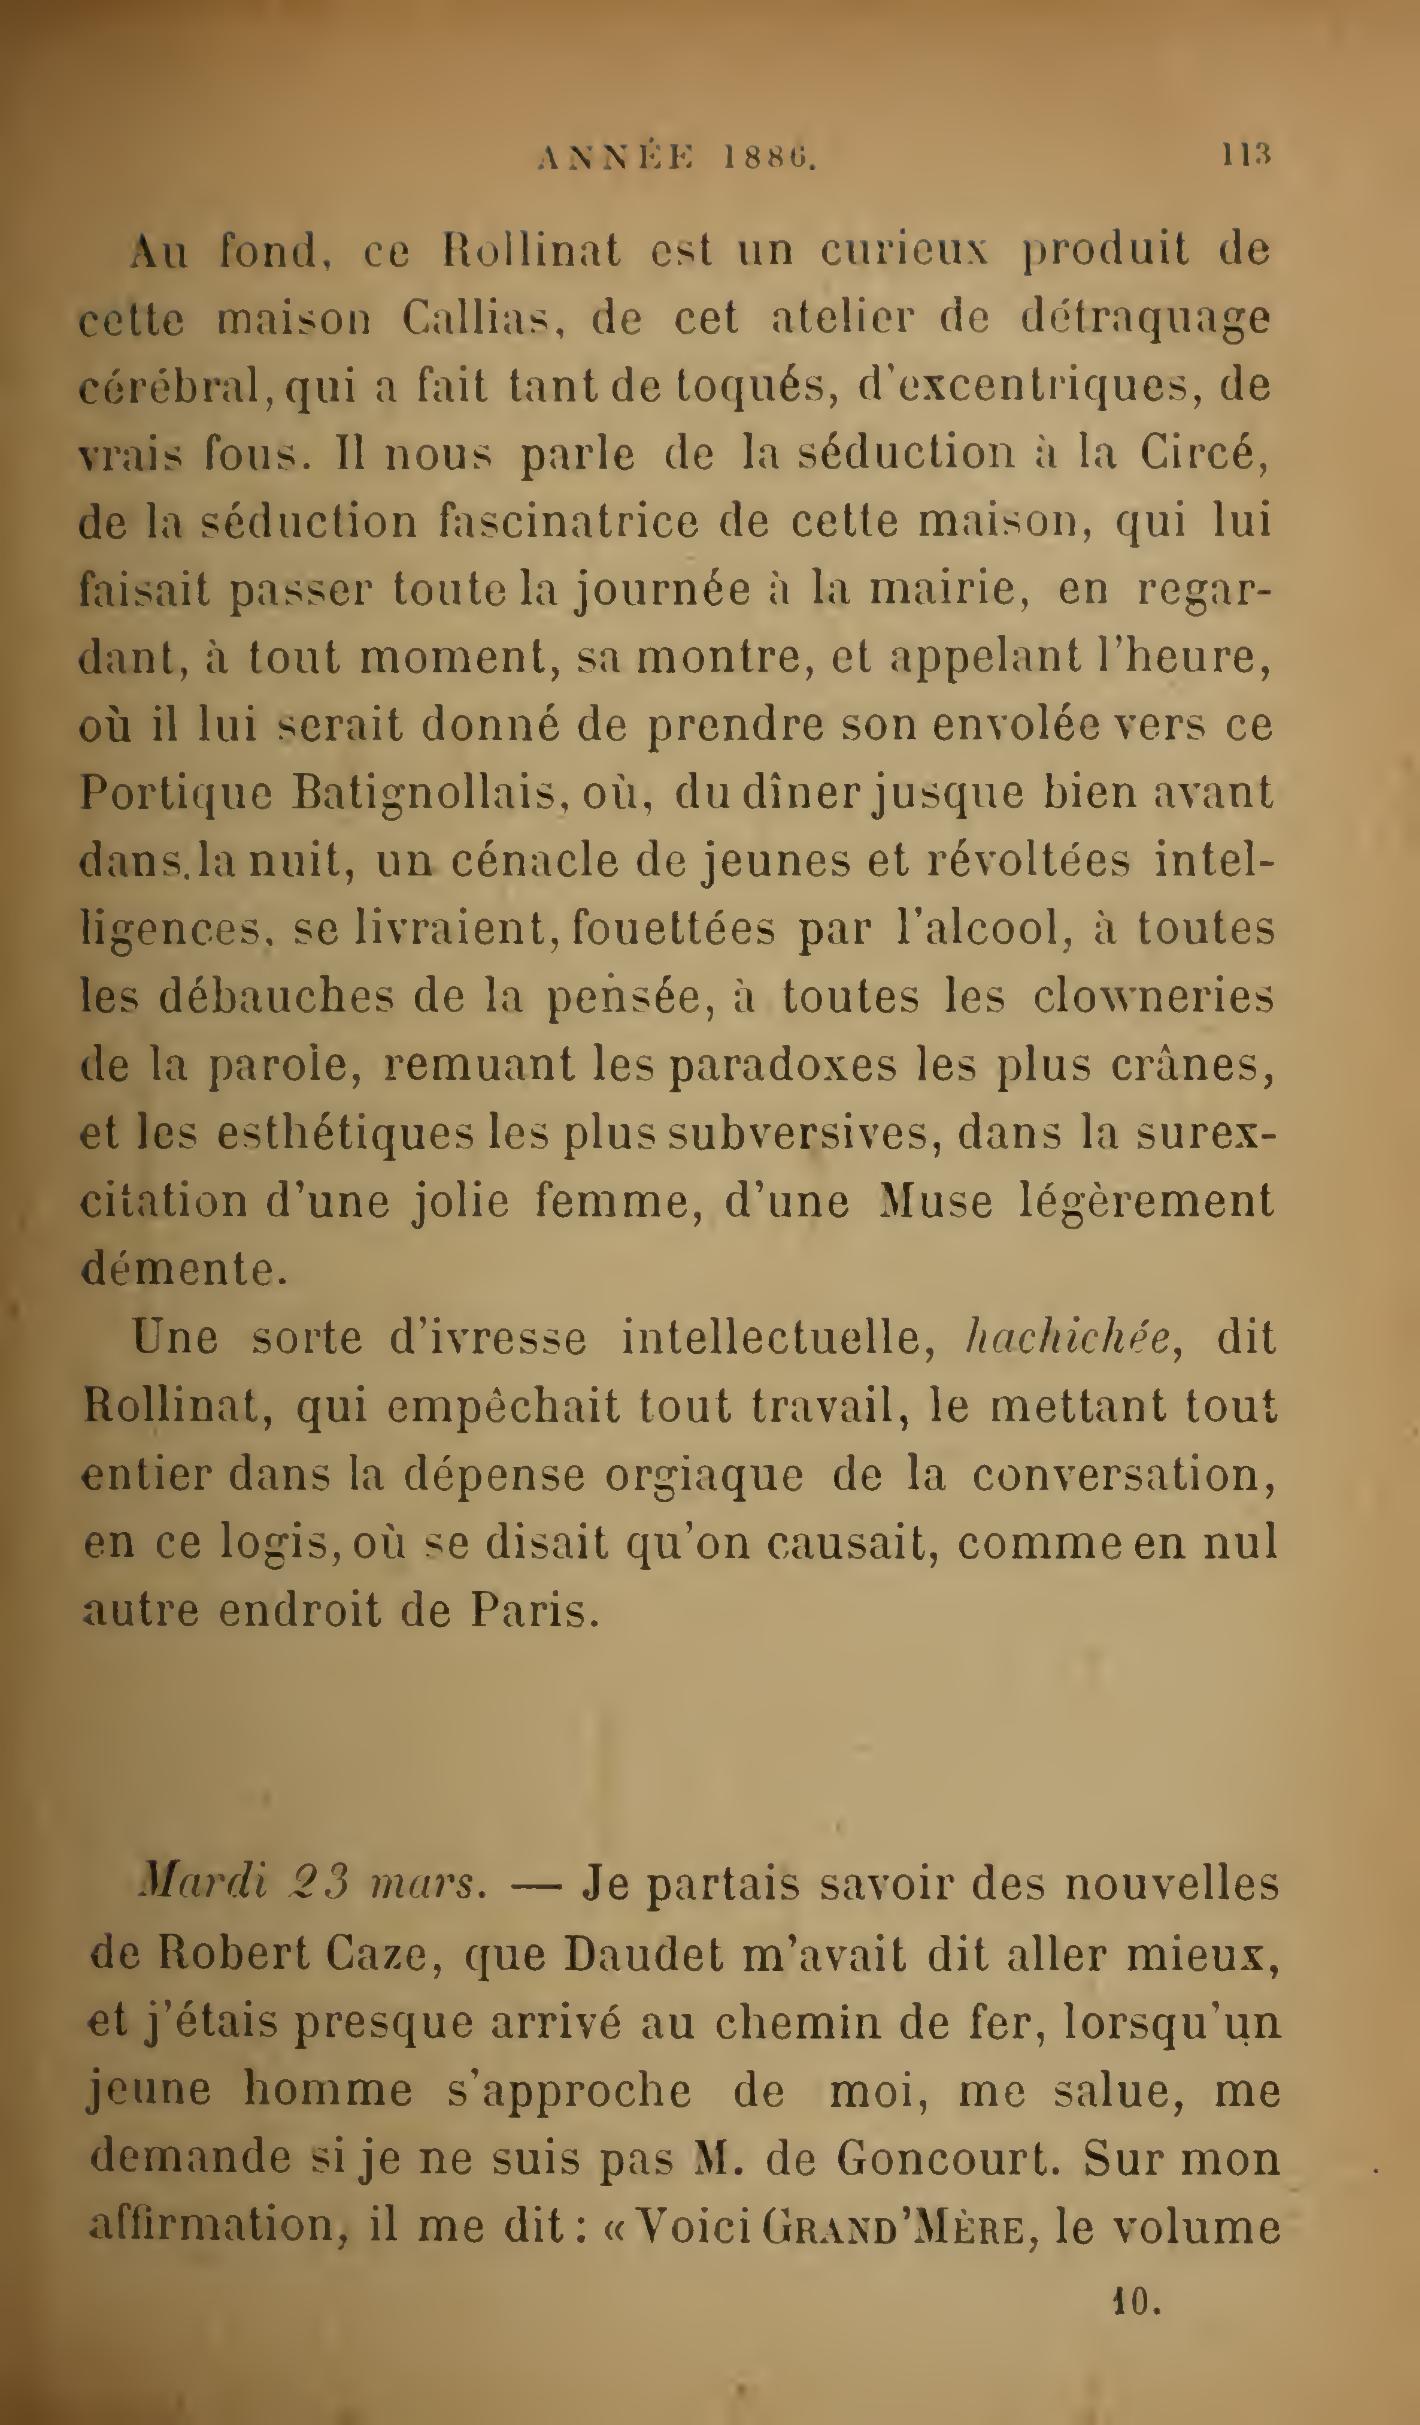 ANNÉE 1886. 113
Au fond, ce Rollinat est un curieux produit de
cette maison Callias, de cet atelier de détraquage
cérébral, qui a fait tant de toqués, d'excentriques, de
vrais fous. Il nous parle de la séduction à la Circé,
de la séduction fascinatrice de cette maison, qui lui
faisait passer toute la journée à la mairie, en regar-
dant, à tout moment, sa montre, et appelant l'heure,
où il lui serait donné de prendre son envolée vers ce
Portique Batignollais, où, du dîner jusque bien avant
dans la nuit, un cénacle de jeunes et révoltées intel-
ligences, se livraient, fouettées par l'alcool, à toutes
les débauches de la pensée, à toutes les clowneries
de la parole, remuant les paradoxes les plus crânes,
et les esthétiques les plus subversives, dans la surex-
citation d'une jolie femme, d'une Muse légèrement
démente.
Une sorte d'ivresse intellectuelle, hachichée, dit
Rollinat, qui empêchait tout travail, le mettant tout
entier dans la dépense orgiaque de la conversation,
en ce logis, où se disait qu'on causait, comme en nul
autre endroit de Paris.
Mardi 23 mars. — Je partais savoir des nouvelles
de Robert Caze, que Daudet m'avait dit aller mieux,
et j'étais presque arrivé au chemin de fer, lorsqu'un
jeune homme s'approche de moi, me salue, me
demande si je ne suis pas M. de Goncourt. Sur mon
affirmation, il me dit : « Voici GRAND'MÈRE, le volume
10.